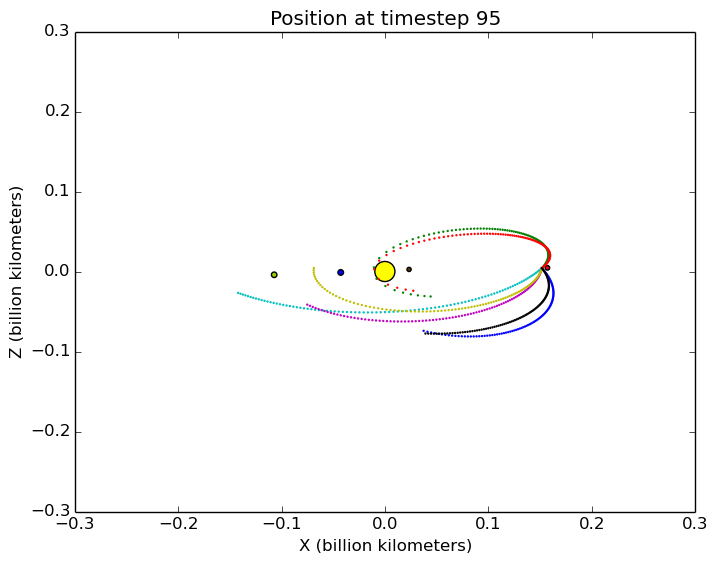 Position at timestep 95
0.3
0.2
0.1
0.0
−0.1
−0.2
−0.3
Z (billion kilometers)
−0.3 −0.2 −0.1 0.0 0.1 0.2 0.3
X (billion kilometers)